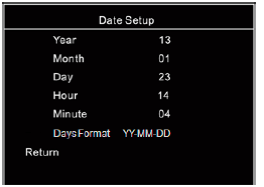 Date Setup
Year 13
Month 01
Day 23
Hour 14
Minute 04
Days Format YY-MM-DD
Return